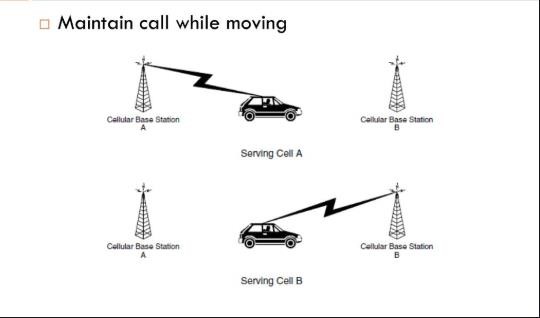 Maintain call while moving
Cellular Base Station
A
Cellular Base Station
B
Serving Cell A
Cellular Base Station
A
Cellular Base Station
B
Serving Cell B